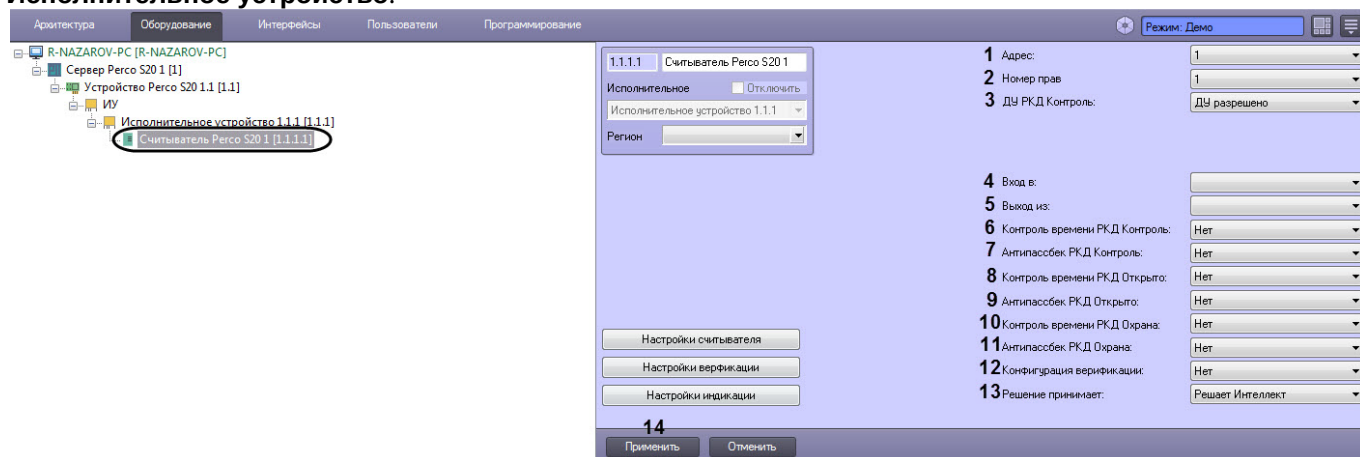 Исполнительное устройство.
Архитектура Оборудование Интерфейсы Пользователи Программирование Режим: Демо
R-NAZAROV-PC [R-NAZAROV-PC]
Сервер Perco S20 1 [1]
Устройство Perco S20 1.1 [1.1]
ИУ
Исполнительное устройство 1.1.1 [1.1.1]
Считыватель Perco S20 1 [1.1.1.1]
1.1.1.1 Считыватель Perco S20 1
Исполнительное Отключить
Исполнительное устройство 1.1.1
Регион
Настройки считывателя
Настройки верфикации
Настройки индикации
1 Адрес: 1
2 Номер прав 1
3 ДУ РКД Контроль: ДУ разрешено
4 Вход в:
5 Выход из:
6 Контроль времени РКД Контроль: Нет
7 Антипассбек РКД Контроль: Нет
8 Контроль времени РКД Открыто: Нет
9 Антипассбек РКД Открыто: Нет
10 Контроль времени РКД Охрана: Нет
11 Антипассбек РКД Охрана: Нет
12 Конфигурация верификации: Нет
13 Решение принимает: Решает Интеллект
14
Применить Отменить